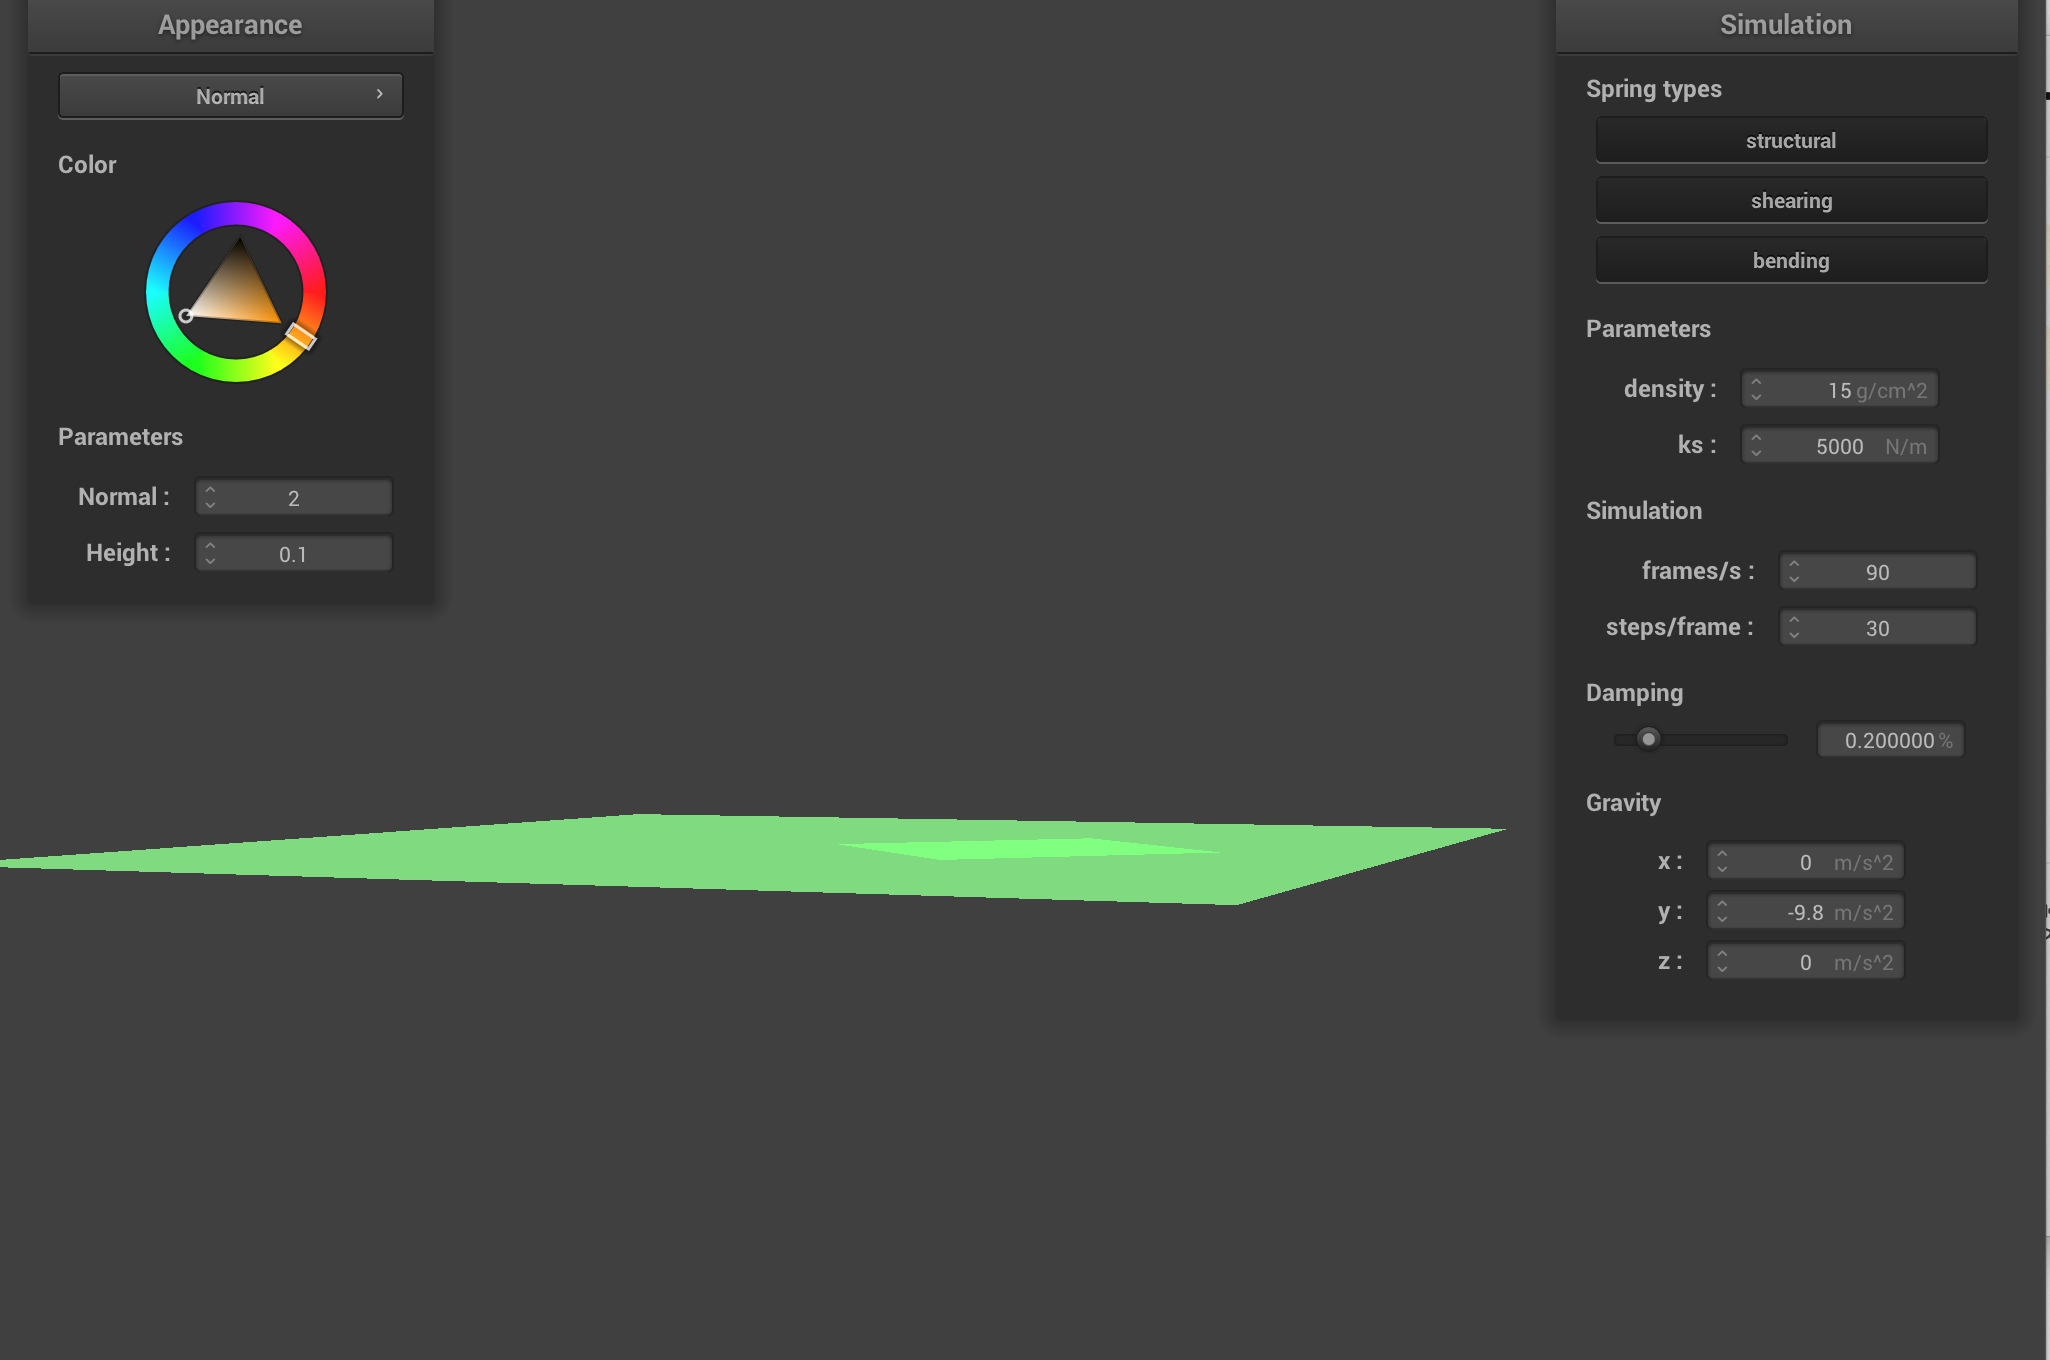 Appearance
Normal
Color
Parameters
Normal : 2
Height : 0.1
Simulation
Spring types
structural
shearing
bending
Parameters
density : 15 g/cm^2
ks : 5000 N/m
Simulation
frames/s : 90
steps/frame : 30
Damping
0.200000 %
Gravity
x : 0 m/s^2
y : -9.8 m/s^2
z : 0 m/s^2